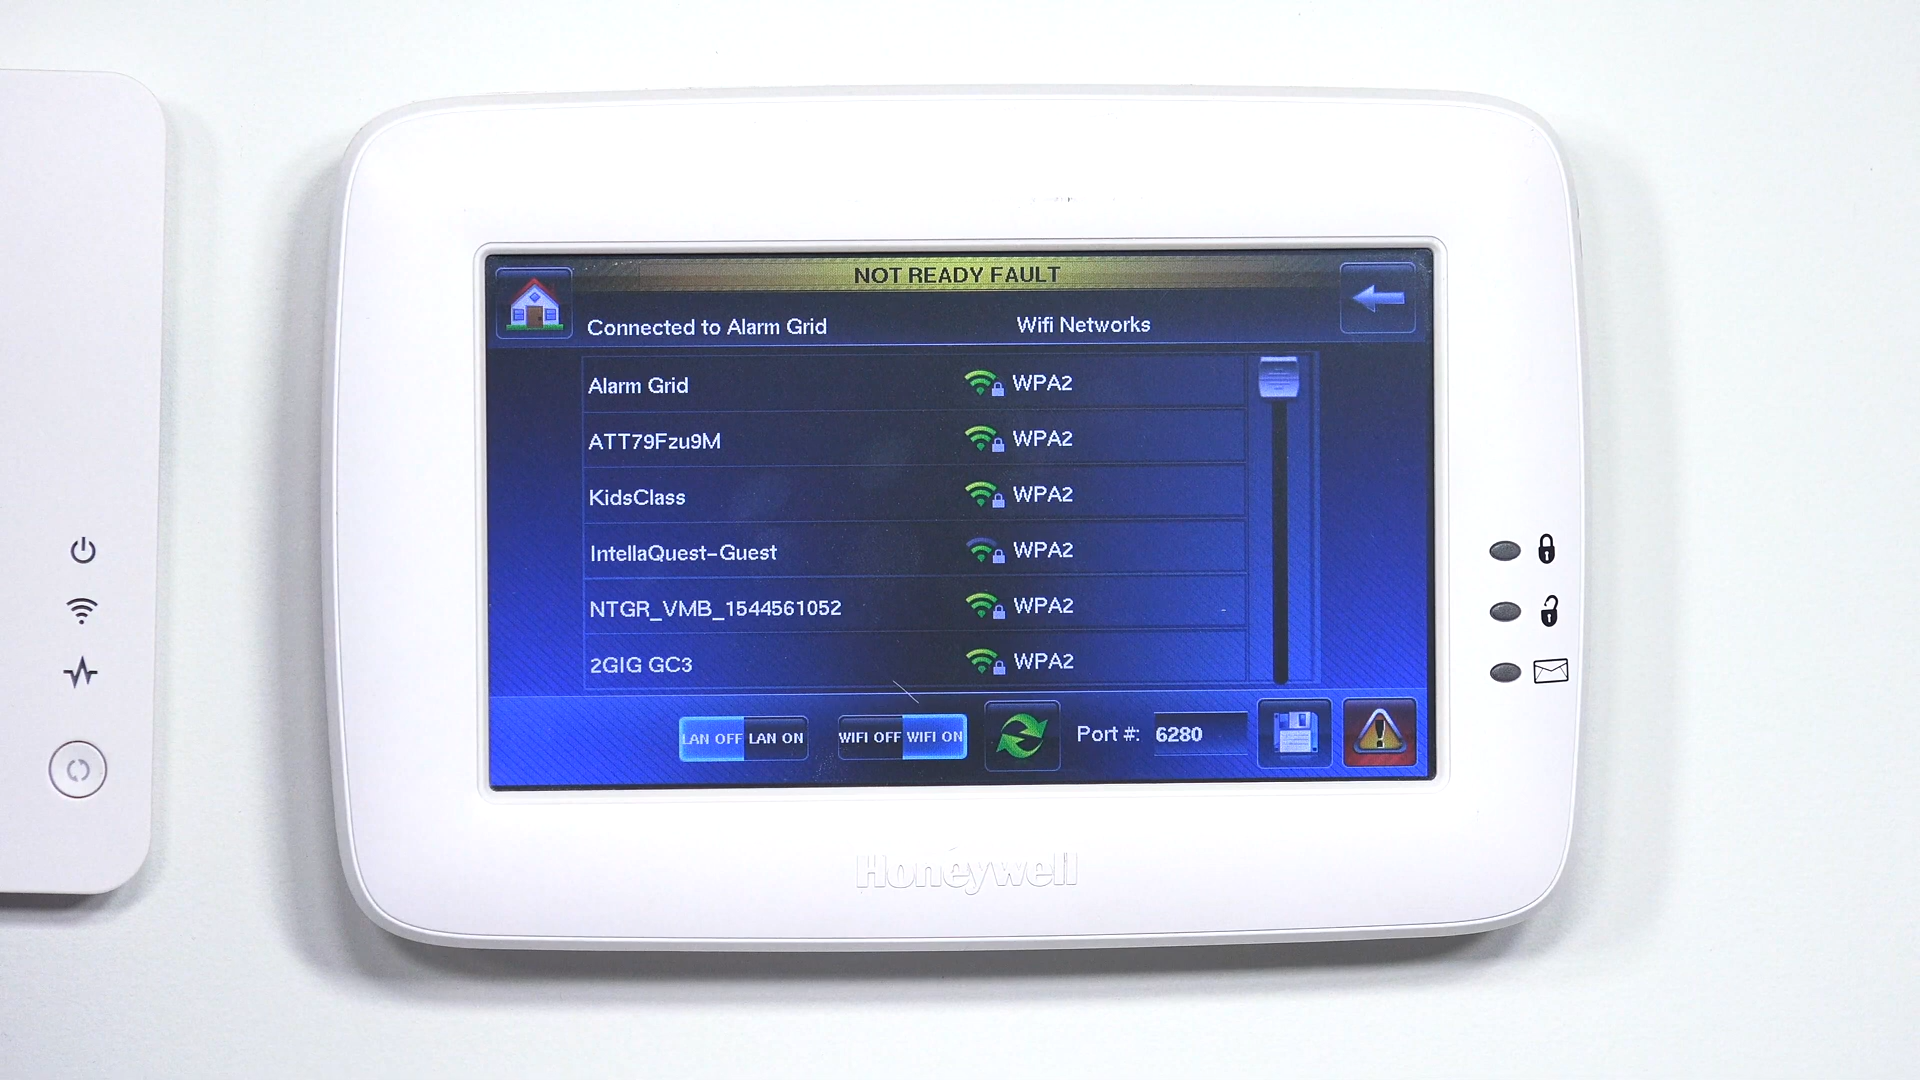 NOT READY FAULT
Connected to Alarm Grid Wifi Networks
Alarm Grid WPA2
ATT79Fzu9M WPA2
KidsClass WPA2
IntellaQuest-Guest WPA2
NTGR_VMB_1544561052 WPA2
2GIG GC3 WPA2
LAN OFF LAN ON WIFI OFF WIFI ON Port #: 6280
Honeywell